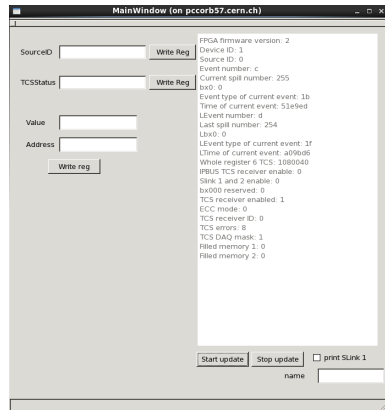 MainWindow (on pccorb57.cern.ch)
SourceID
Write Reg
TCSStatus
Write Reg
Value
Address
Write reg
FPGA firmware version: 2
Device ID: 1
Source ID: 0
Event number: c
Current spill number: 255
bx0: 0
Event type of current event: 1b
Time of current event: 51e9ed
LEvent number: d
Last spill number: 254
Lbx0: 0
LEvent type of current event: 1f
LTime of current event: a09bd6
Whole register 6 TCS: 1080040
IPBUS TCS receiver enable: 0
Slink 1 and 2 enable: 0
bx000 reserved: 0
TCS receiver enabled: 1
ECC mode: 0
TCS receiver ID: 0
TCS errors: 8
TCS DAQ mask: 1
Filled memory 1: 0
Filled memory 2: 0
Start update
Stop update
print SLink 1
name